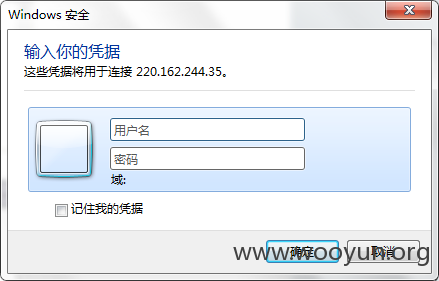 Windows 安全
输入你的凭据
这些凭据将用于连接 220.162.244.35。
用户名
密码
域:
记住我的凭据
确定
取消
www.wooyun.org